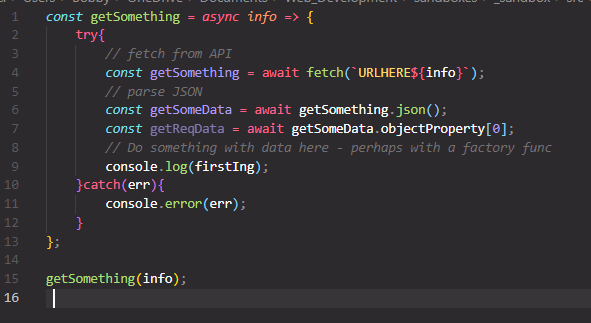 Users > Bobby > OneDrive > Documents > Web_Development > sandboxes > _sandbox > src
1 const getSomething = async info => {
2 try{
3 // fetch from API
4 const getSomething = await fetch(`URLHERE${info}`);
5 // parse JSON
6 const getSomeData = await getSomething.json();
7 const getReqData = await getSomeData.objectProperty[0];
8 // Do something with data here - perhaps with a factory func
9 console.log(firstIng);
10 }catch(err){
11 console.error(err);
12 }
13 };
14
15 getSomething(info);
16